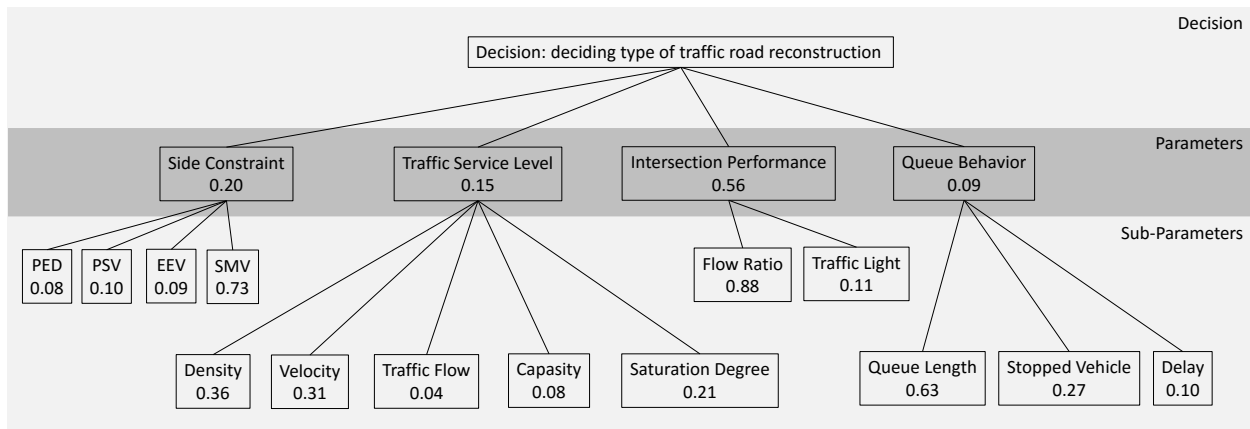 Decision
Decision: deciding type of traffic road reconstruction
Parameters
Side Constraint
0.20
Traffic Service Level
0.15
Intersection Performance
0.56
Queue Behavior
0.09
Sub-Parameters
PED
0.08
PSV
0.10
EEV
0.09
SMV
0.73
Flow Ratio
0.88
Traffic Light
0.11
Density
0.36
Velocity
0.31
Traffic Flow
0.04
Capasity
0.08
Saturation Degree
0.21
Queue Length
0.63
Stopped Vehicle
0.27
Delay
0.10